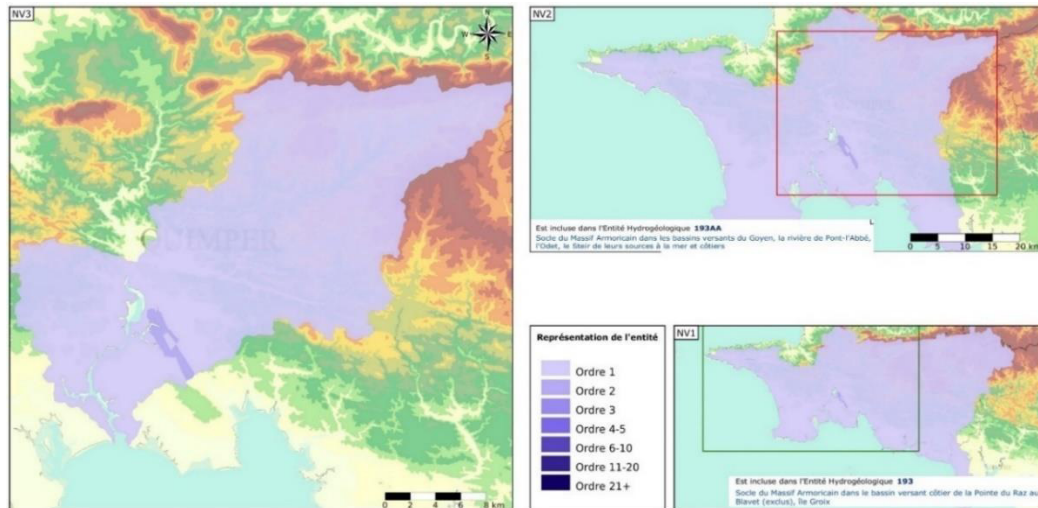 NV3
N
W
E
S
QUIMPER
0 2 4 6 8 km
NV2
Est incluse dans l'Entité Hydrogéologique 193AA
Socle du Massif Armoricain dans les bassins versants du Goyen, la rivière de Pont-l'Abbé,
l'Odet, le Steir de leurs sources à la mer et côtiers
0 5 10 15 20 km
Représentation de l'entité
Ordre 1
Ordre 2
Ordre 3
Ordre 4-5
Ordre 6-10
Ordre 11-20
Ordre 21+
NV1
Est incluse dans l'Entité Hydrogéologique 193
Socle du Massif Armoricain dans le bassin versant côtier de la Pointe du Raz au
Blavet (exclus), île Groix